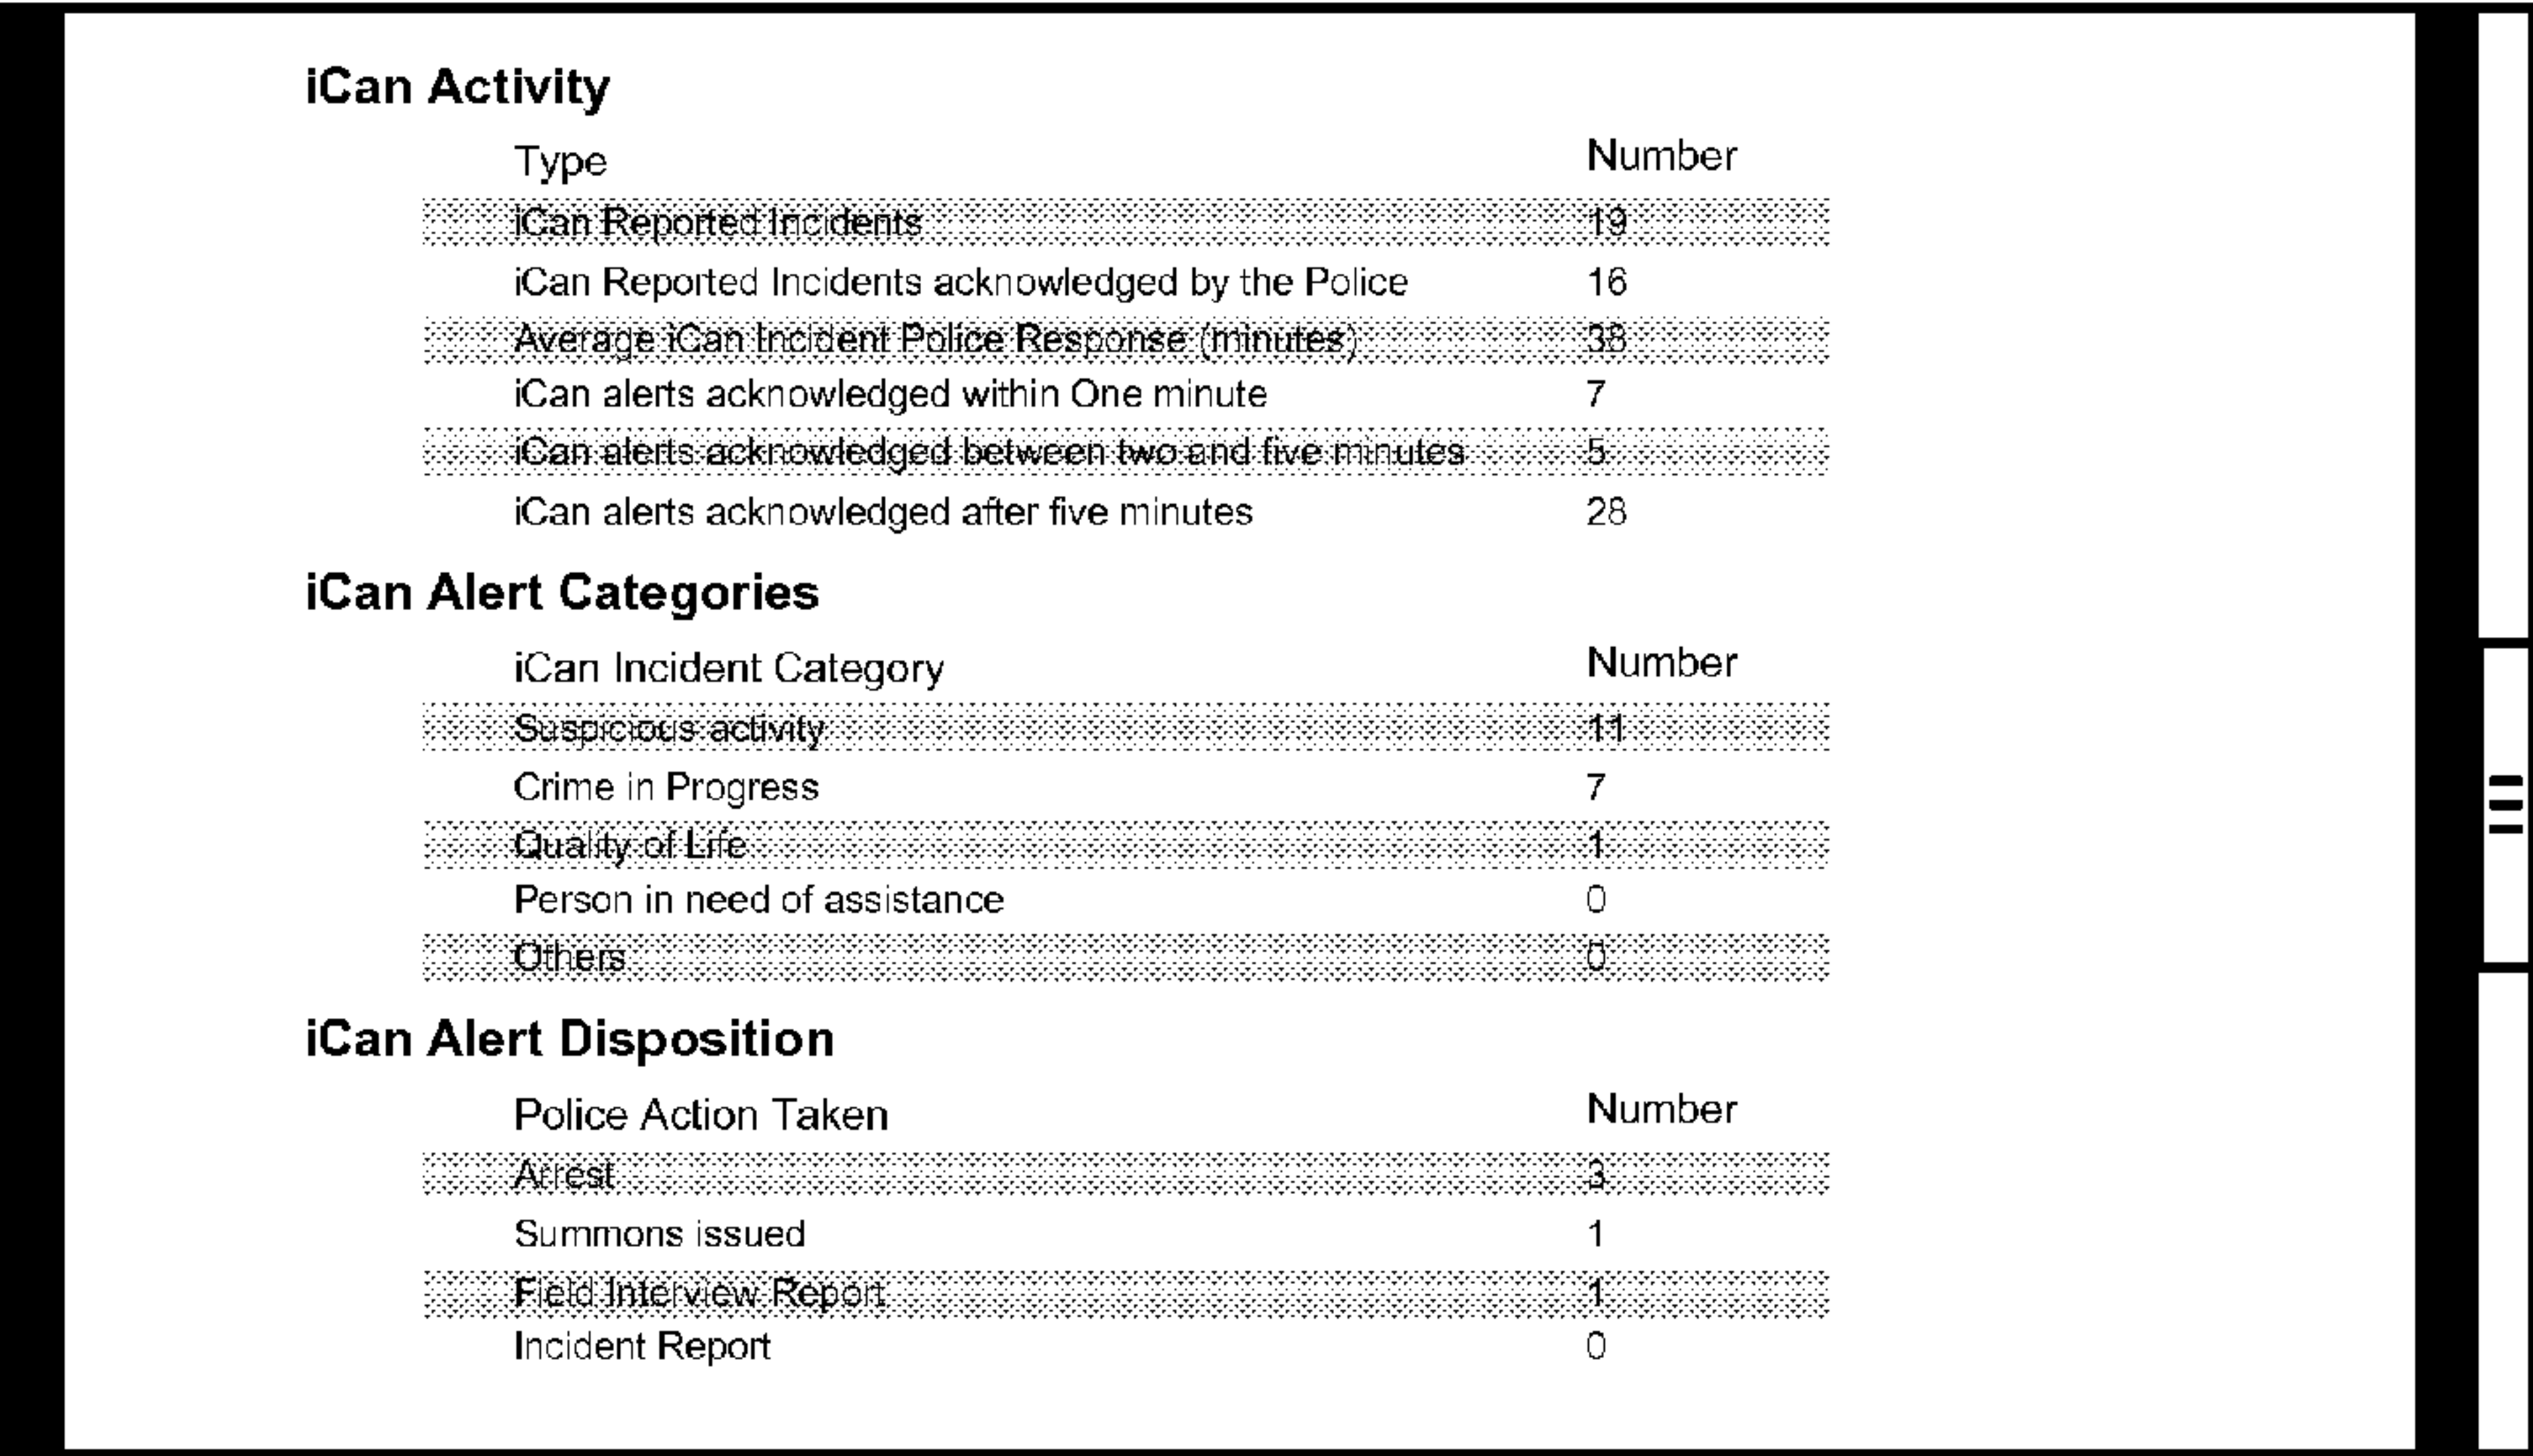 iCan Activity
Type Number
iCan Reported Incidents 19
iCan Reported Incidents acknowledged by the Police 16
Average iCan Incident Police Response (minutes) 38
iCan alerts acknowledged within One minute 7
iCan alerts acknowledged between two and five minutes 5
iCan alerts acknowledged after five minutes 28
iCan Alert Categories
iCan Incident Category Number
Suspicious activity 11
Crime in Progress 7
Quality of Life 1
Person in need of assistance 0
Others 0
iCan Alert Disposition
Police Action Taken Number
Arrest 3
Summons issued 1
Field Interview Report 1
Incident Report 0